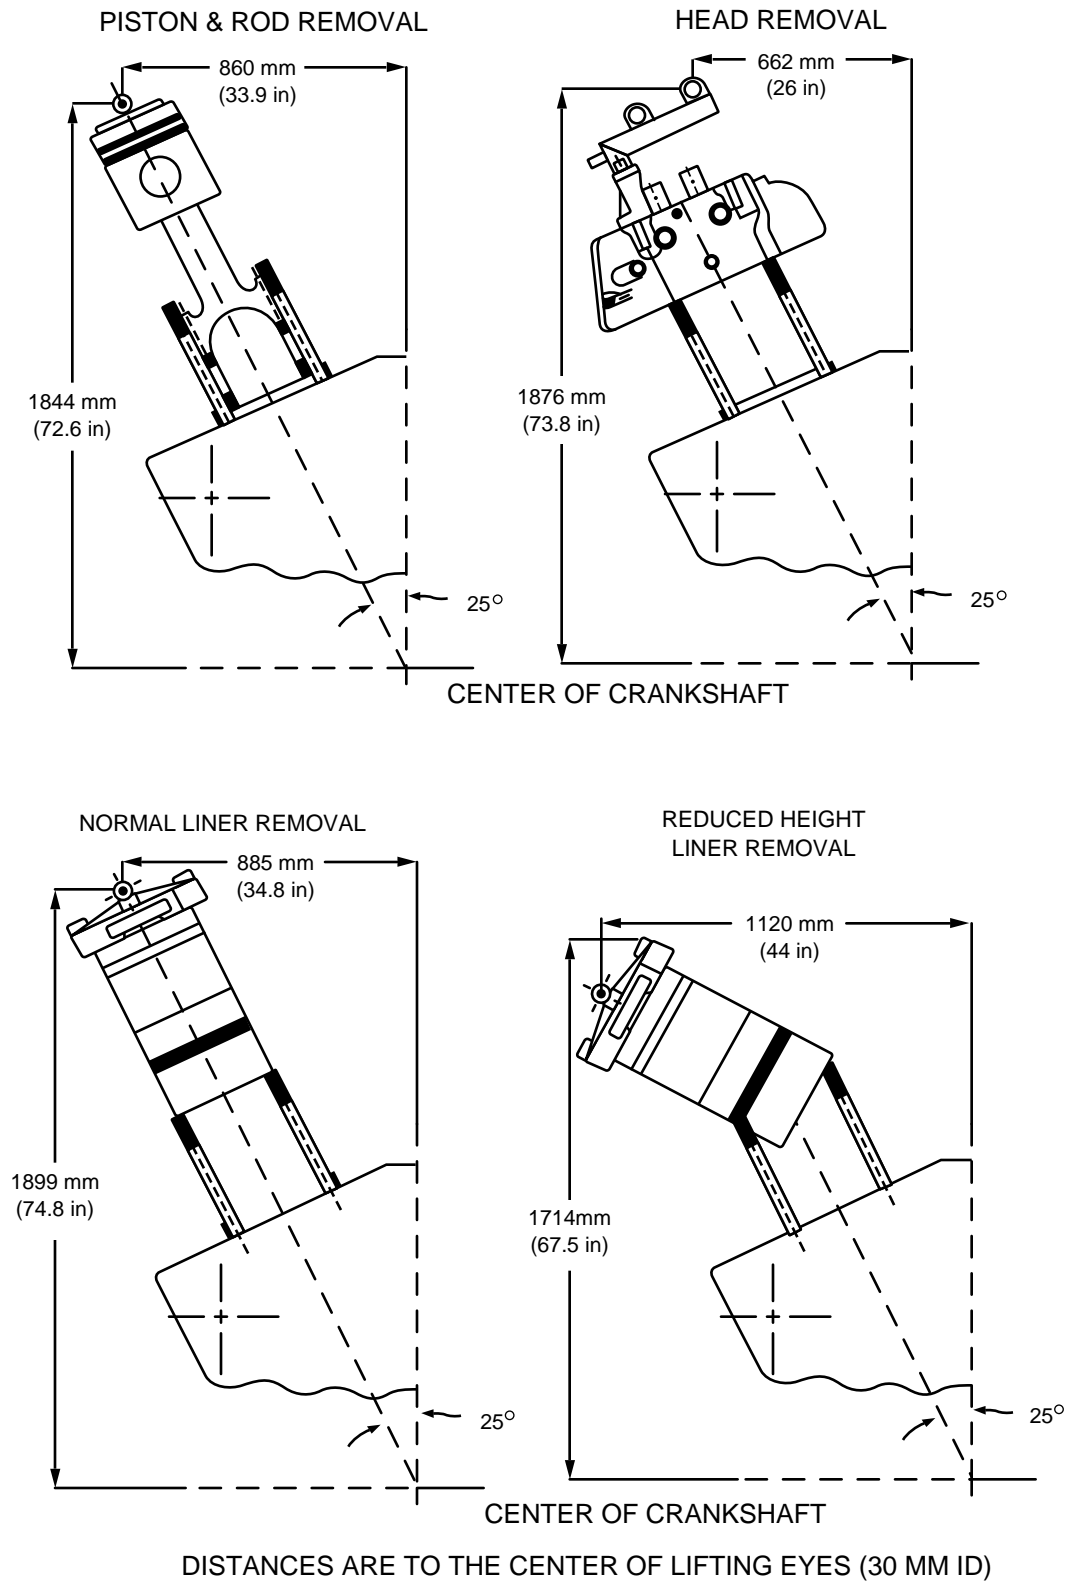 PISTON & ROD REMOVAL
860 mm
(33.9 in)
1844 mm
(72.6 in)
25°
HEAD REMOVAL
662 mm
(26 in)
1876 mm
(73.8 in)
25°
CENTER OF CRANKSHAFT
NORMAL LINER REMOVAL
885 mm
(34.8 in)
1899 mm
(74.8 in)
25°
REDUCED HEIGHT
LINER REMOVAL
1120 mm
(44 in)
1714mm
(67.5 in)
25°
CENTER OF CRANKSHAFT
DISTANCES ARE TO THE CENTER OF LIFTING EYES (30 MM ID)